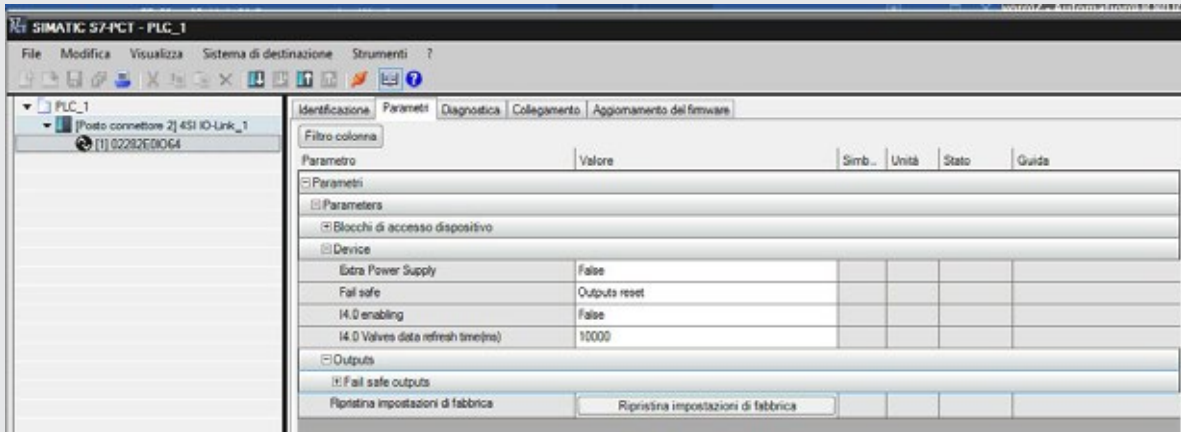 SIMATIC S7-PCT - PLC_1
File Modifica Visualizza Sistema di destinazione Strumenti ?
PLC_1
[Posto connettore 2] 4SI IO-Link_1
[1] 02282E0IO64
Identificazione Parametri Diagnostica Collegamento Aggiornamento del firmware
Filtro colonna
Parametro Valore Simb... Unità Stato Guida
Parametri
Parameters
Blocchi di accesso dispositivo
Device
Extra Power Supply False
Fail safe Outputs reset
I4.0 enabling False
I4.0 Valves data refresh time(ms) 10000
Outputs
Fail safe outputs
Ripristina impostazioni di fabbrica Ripristina impostazioni di fabbrica